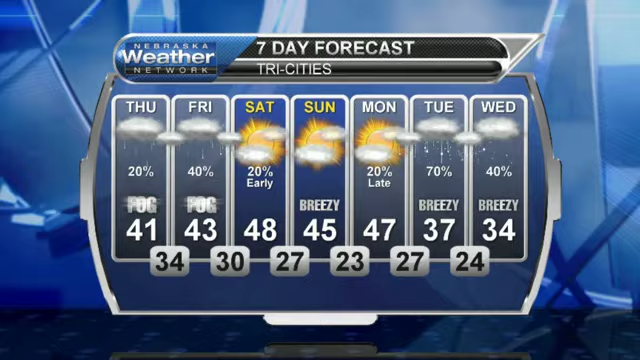 NEBRASKA
Weather
NETWORK
7 DAY FORECAST
TRI-CITIES
THU FRI SAT SUN MON TUE WED
20% 40% 20% 20% 70% 40%
Early Late
FOG FOG BREEZY BREEZY BREEZY
41 43 48 45 47 37 34
34 30 27 23 27 24